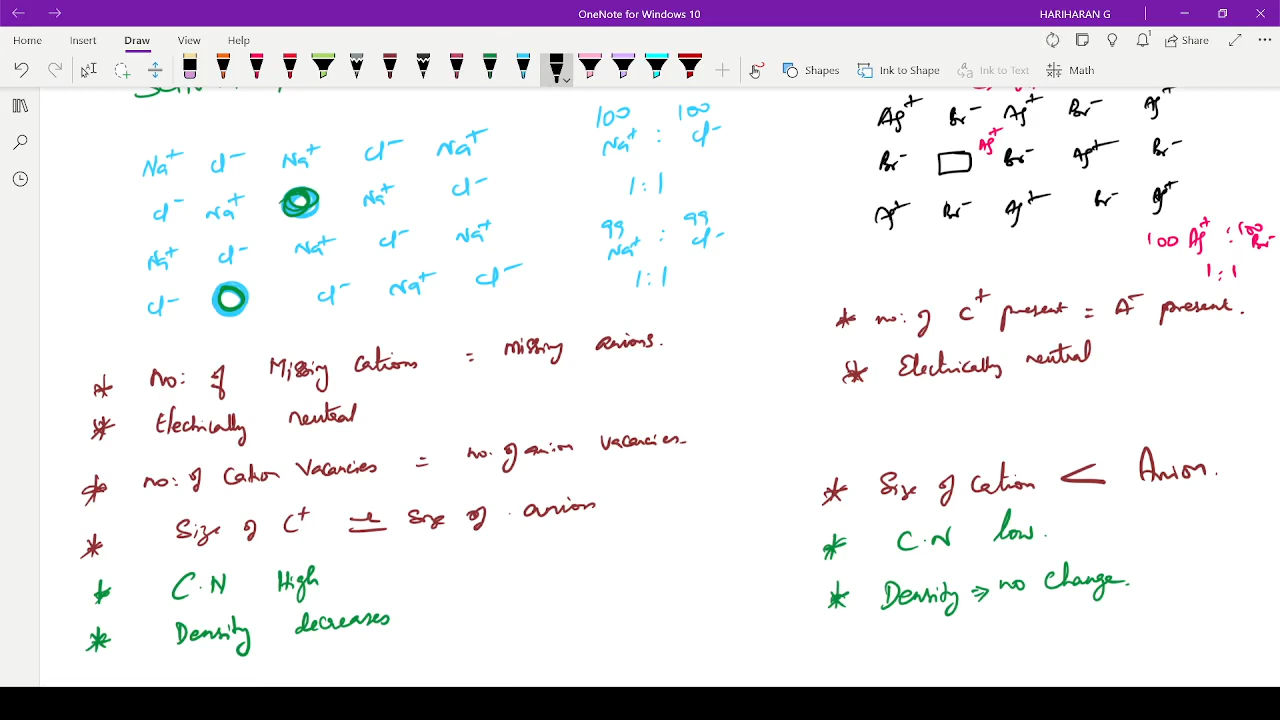 OneNote for Windows 10
HARIHARAN G
Home Insert Draw View Help
Share
Shapes Ink to Shape Ink to Text Math
100 100
Na+ Cl- Na+ Cl- Na+
Na+ : Cl-
Cl- Na+ Na+ Cl-
1:1
99 99
Na+ Cl- Na+ Cl- Na+
Na+ : Cl-
Cl- Cl- Na+ Cl-
1:1
* No: of Missing Cations = Missing anions.
* Electrically neutral
* no: of Cation Vacancies = no. of anion vacancies.
* Size of C+ ≃ Size of anion
* C.N High
* Density decreases
Ag+ Br- Ag+ Br- Ag+
Ag+
Br- Br- Ag+ Br-
Ag+ Br- Ag+ Br- Ag+
100 Ag+ : 100 Br-
1:1
* no: of C+ present = A- present.
* Electrically neutral
* Size of Cation < Anion.
* C.N low.
* Density => no change.